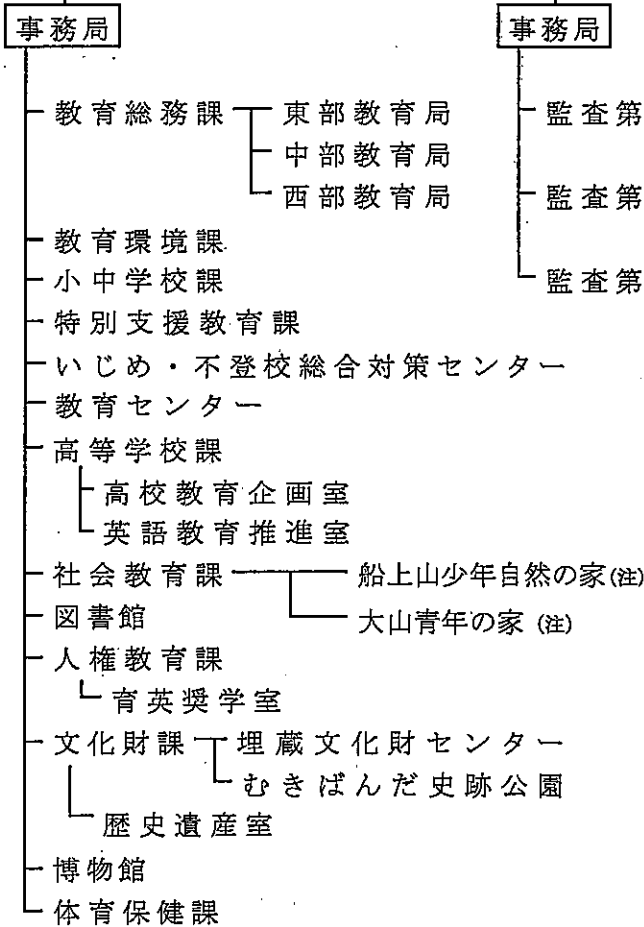 事務局
教育総務課 東部教育局
中部教育局
西部教育局
教育環境課
小中学校課
特別支援教育課
いじめ・不登校総合対策センター
教育センター
高等学校課
高校教育企画室
英語教育推進室
社会教育課 船上山少年自然の家(注)
図書館 大山青年の家(注)
人権教育課
育英奨学室
文化財課 埋蔵文化財センター
むきばんだ史跡公園
歴史遺産室
博物館
体育保健課
事務局
監査第
監査第
監査第